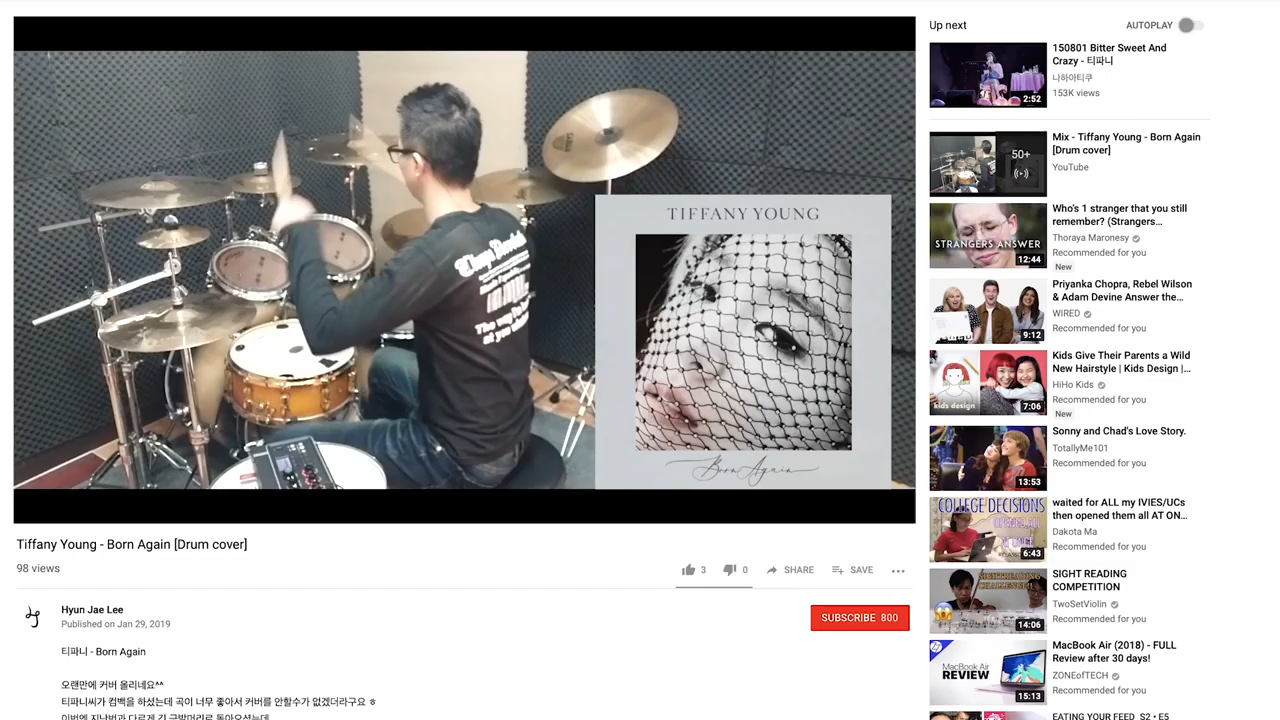 TIFFANY YOUNG
Born Again
Tiffany Young - Born Again [Drum cover]
98 views
3
0
SHARE
SAVE
Hyun Jae Lee
Published on Jan 29, 2019
SUBSCRIBE 800
티파니 - Born Again
오랜만에 커버 올리네요^^
티파니씨가 컴백을 하셨는데 곡이 너무 좋아서 커버를 안할수가 없겠더라구요 ㅎ
Up next
AUTOPLAY
2:52
150801 Bitter Sweet And
Crazy - 티파니
나하아티쿠
153K views
50+
Mix - Tiffany Young - Born Again
[Drum cover]
YouTube
STRANGERS ANSWER
12:44
Who's 1 stranger that you still
remember? (Strangers...
Thoraya Maronesy
Recommended for you
New
9:12
Priyanka Chopra, Rebel Wilson
& Adam Devine Answer the...
WIRED
Recommended for you
kids design
7:06
Kids Give Their Parents a Wild
New Hairstyle | Kids Design |...
HiHo Kids
Recommended for you
New
13:53
Sonny and Chad's Love Story.
TotallyMe101
Recommended for you
COLLEGE DECISIONS
6:43
waited for ALL my IVIES/UCs
then opened them all AT ON...
Dakota Ma
Recommended for you
SIGHTREADING
CHALLENGE!!
14:06
SIGHT READING
COMPETITION
TwoSetViolin
Recommended for you
MacBook Air
REVIEW
15:13
MacBook Air (2018) - FULL
Review after 30 days!
ZONEofTECH
Recommended for you
EATING YOUR FEED S2 • E5